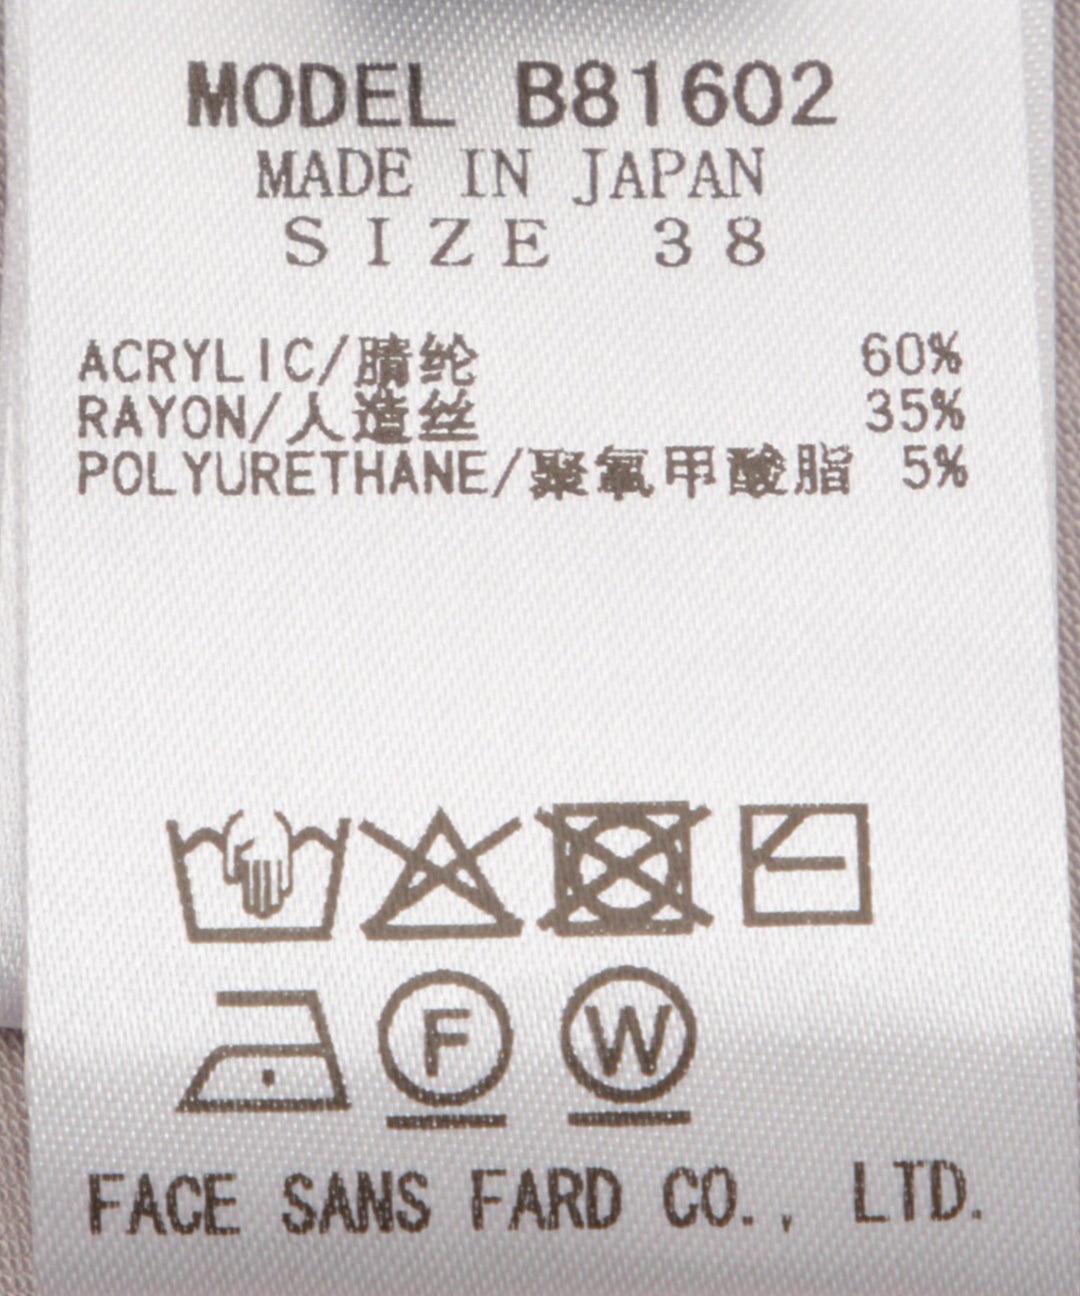 MODEL B81602
MADE IN JAPAN
SIZE 38
ACRYLIC/腈纶 60%
RAYON/人造丝 35%
POLYURETHANE/聚氨甲酸脂 5%
F W
FACE SANS FARD CO., LTD.